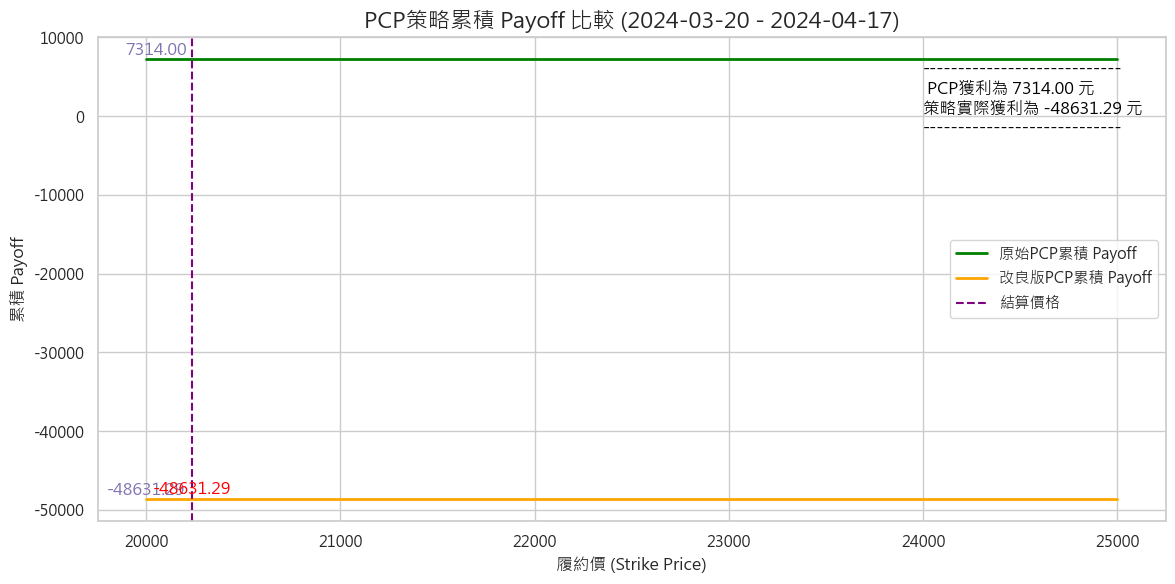 PCP策略累積 Payoff 比較 (2024-03-20 - 2024-04-17)
10000
0
-10000
-20000
-30000
-40000
-50000
累積 Payoff
7314.00
PCP獲利為 7314.00 元
策略實際獲利為 -48631.29 元
原始PCP累積 Payoff
改良版PCP累積 Payoff
結算價格
-48631.29
-48631.29
20000
21000
22000
23000
24000
25000
履約價 (Strike Price)